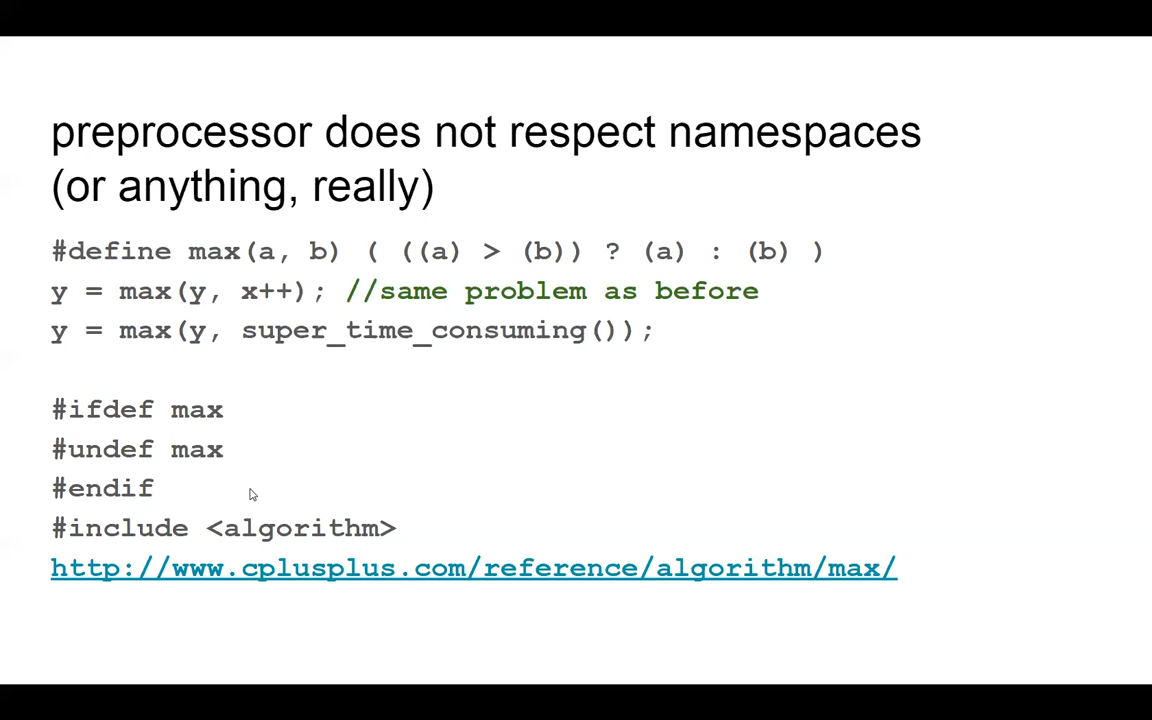 preprocessor does not respect namespaces
(or anything, really)
#define max(a, b) ( ((a) > (b)) ? (a) : (b) )
y = max(y, x++); //same problem as before
y = max(y, super_time_consuming());
#ifdef max
#undef max
#endif
#include <algorithm>
http://www.cplusplus.com/reference/algorithm/max/